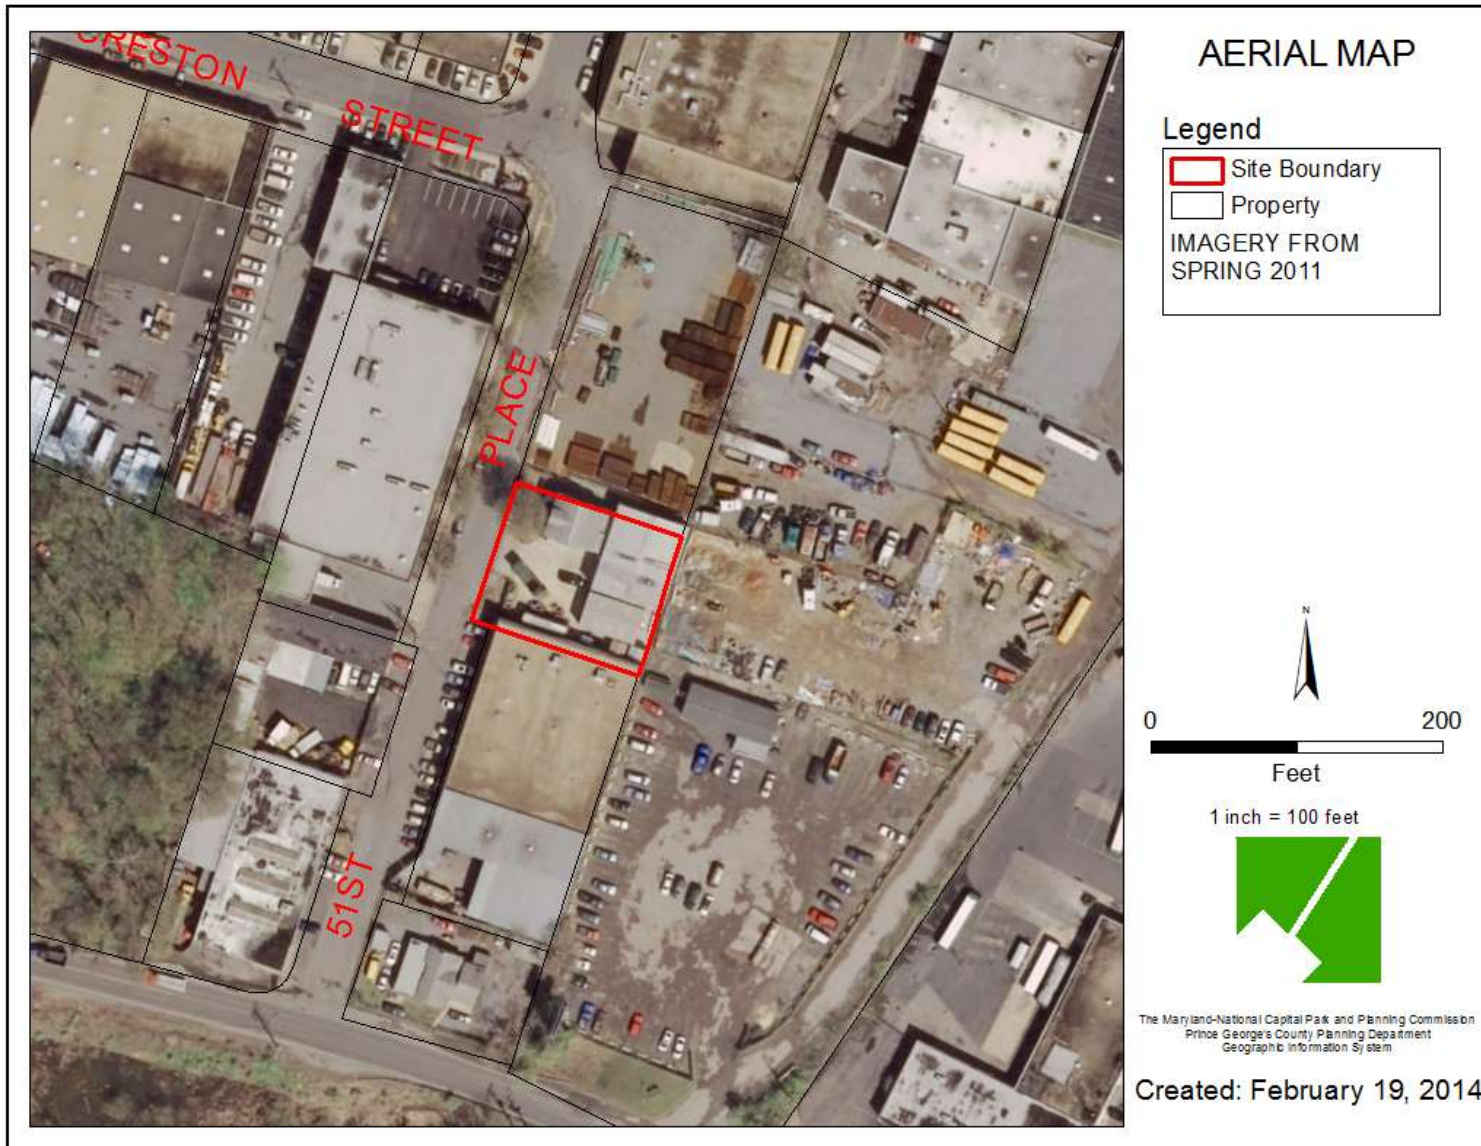 CRESTON
STREET
PLACE
51ST
AERIAL MAP
Legend
Site Boundary
Property
IMAGERY FROM
SPRING 2011
N
0 200
Feet
1 inch = 100 feet
The Maryland-National Capital Park and Planning Commission
Prince George's County Planning Department
Geographic Information System
Created: February 19, 2014